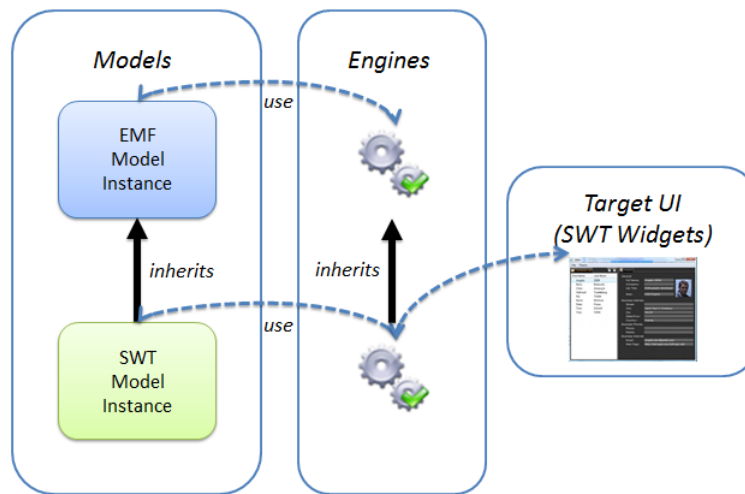 Models
Engines
use
EMF
Model
Instance
Target UI
(SWT Widgets)
inherits
inherits
use
SWT
Model
Instance